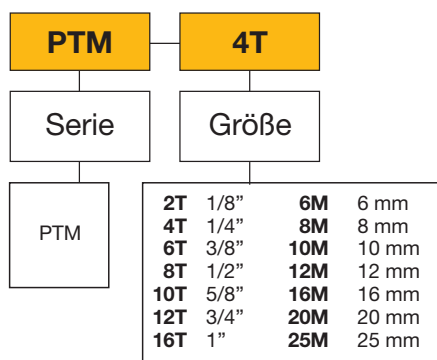 PTM 4T
Serie Größe
PTM
2T 1/8” 6M 6 mm
4T 1/4” 8M 8 mm
6T 3/8” 10M 10 mm
8T 1/2” 12M 12 mm
10T 5/8” 16M 16 mm
12T 3/4” 20M 20 mm
16T 1” 25M 25 mm